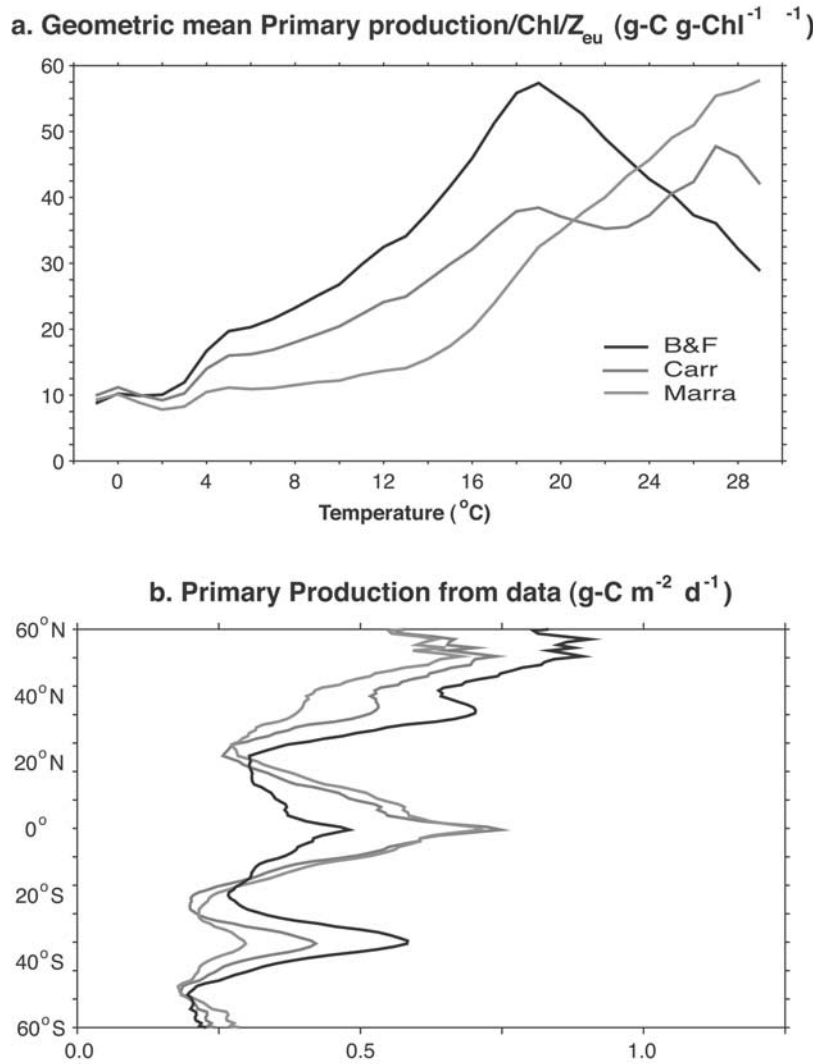 a. Geometric mean Primary production/Chl/Zeu (g-C g-Chl⁻¹ ⁻¹)
60
50
40
30
20
10
0
B&F
Carr
Marra
0 4 8 12 16 20 24 28
Temperature (°C)
b. Primary Production from data (g-C m⁻² d⁻¹)
60°N
40°N
20°N
0°
20°S
40°S
60°S
0.0 0.5 1.0